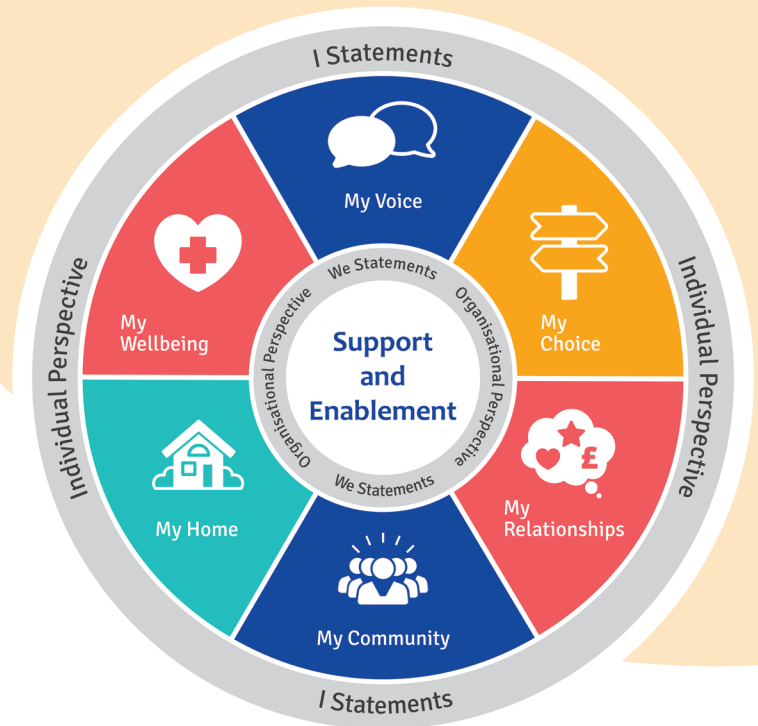 I Statements
Individual Perspective
Individual Perspective
My Voice
My
Choice
My
Relationships
My Community
My Home
My
Wellbeing
We Statements
Organisational Perspective
Organisational Perspective
We Statements
Support
and
Enablement
£
I Statements